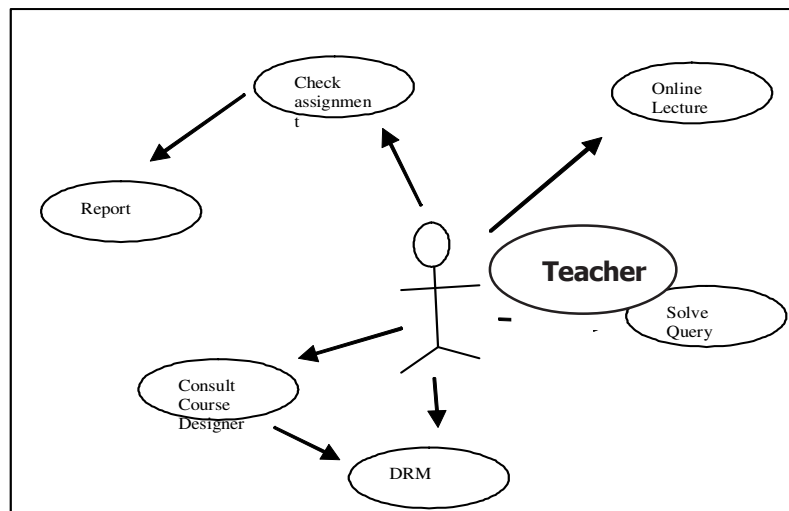 Check
assignmen
t
Online
Lecture
Report
Teacher
Solve
Query
Consult
Course
Designer
DRM